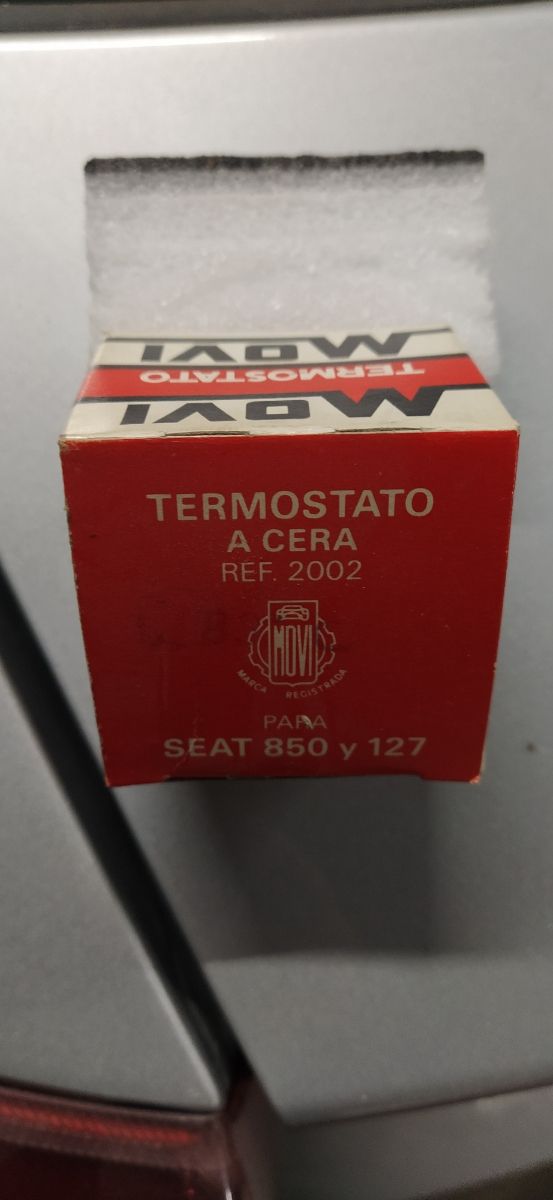 MOVI
TERMOSTATO
MOVI
TERMOSTATO
A CERA
REF. 2002
MOVI
MARCA REGISTRADA
PARA
SEAT 850 y 127